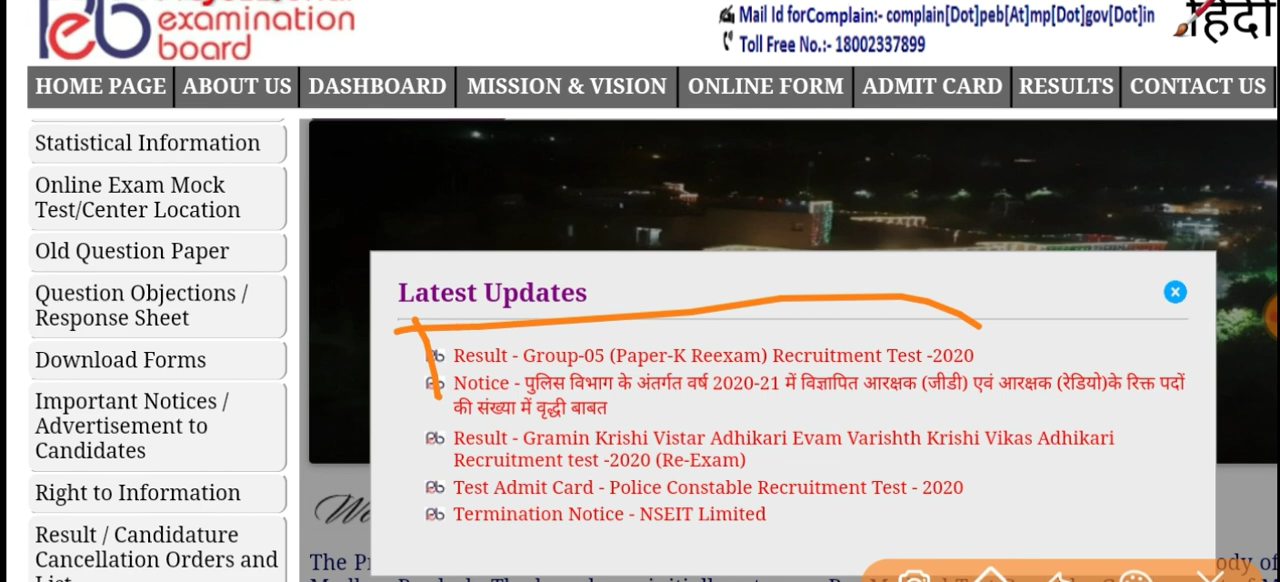 examination
board
Mail Id forComplain:- complain[Dot]peb[At]mp[Dot]gov[Dot]in
Toll Free No.:- 18002337899
हिंदी
HOME PAGE ABOUT US DASHBOARD MISSION & VISION ONLINE FORM ADMIT CARD RESULTS CONTACT US
Statistical Information
Online Exam Mock
Test/Center Location
Old Question Paper
Question Objections /
Response Sheet
Download Forms
Important Notices /
Advertisement to
Candidates
Right to Information
Result / Candidature
Cancellation Orders and
Latest Updates
Result - Group-05 (Paper-K Reexam) Recruitment Test -2020
Notice - पुलिस विभाग के अंतर्गत वर्ष 2020-21 में विज्ञापित आरक्षक (जीडी) एवं आरक्षक (रेडियो)के रिक्त पदों
की संख्या में वृद्धी बाबत
Result - Gramin Krishi Vistar Adhikari Evam Varishth Krishi Vikas Adhikari
Recruitment test -2020 (Re-Exam)
Test Admit Card - Police Constable Recruitment Test - 2020
Termination Notice - NSEIT Limited
We
The P
ody of